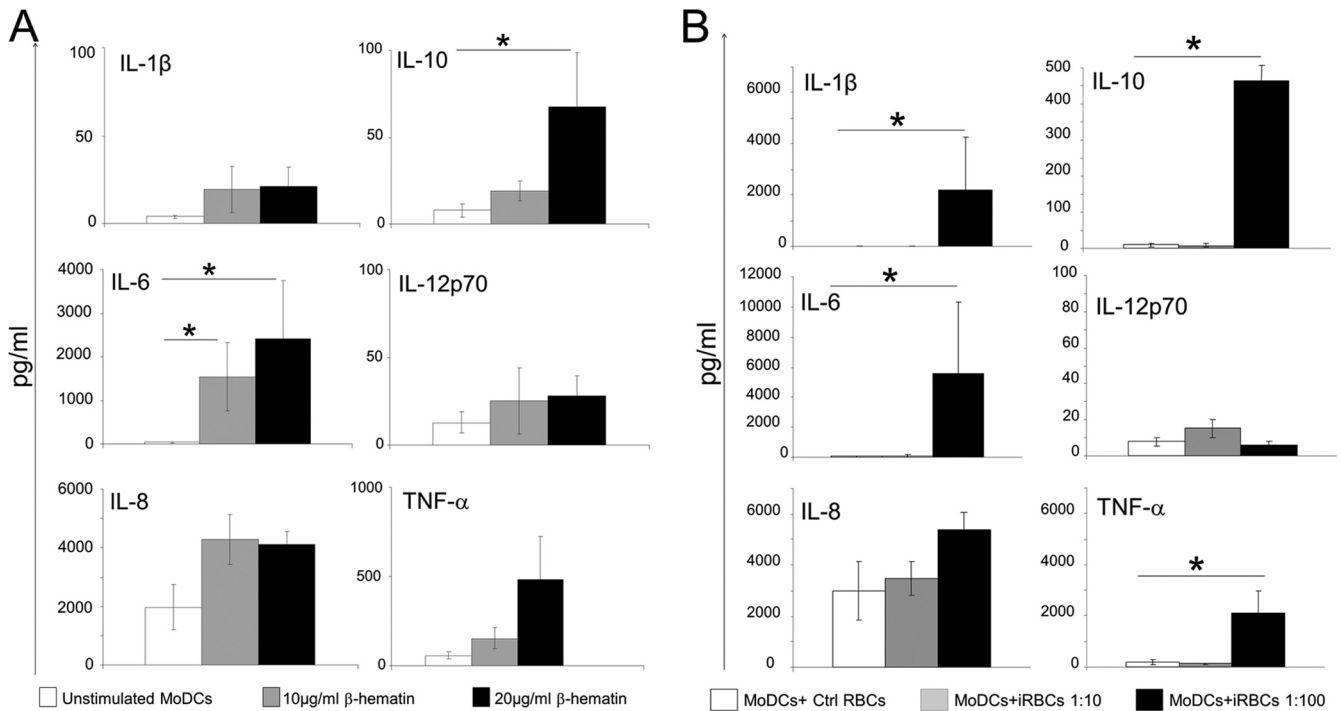 A
pg/ml
IL-1β
100
50
0
IL-10
*
100
50
0
IL-6
*
*
4000
3000
2000
1000
0
IL-12p70
100
50
0
IL-8
6000
4000
2000
0
TNF-α
1000
500
0
Unstimulated MoDCs
10µg/ml β-hematin
20µg/ml β-hematin
B
pg/ml
IL-1β
*
6000
4000
2000
0
IL-10
*
500
400
300
200
100
0
IL-6
*
12000
10000
8000
6000
4000
2000
0
IL-12p70
100
80
60
40
20
0
IL-8
6000
4000
2000
0
TNF-α
*
6000
4000
2000
0
MoDCs+ Ctrl RBCs
MoDCs+iRBCs 1:10
MoDCs+iRBCs 1:100